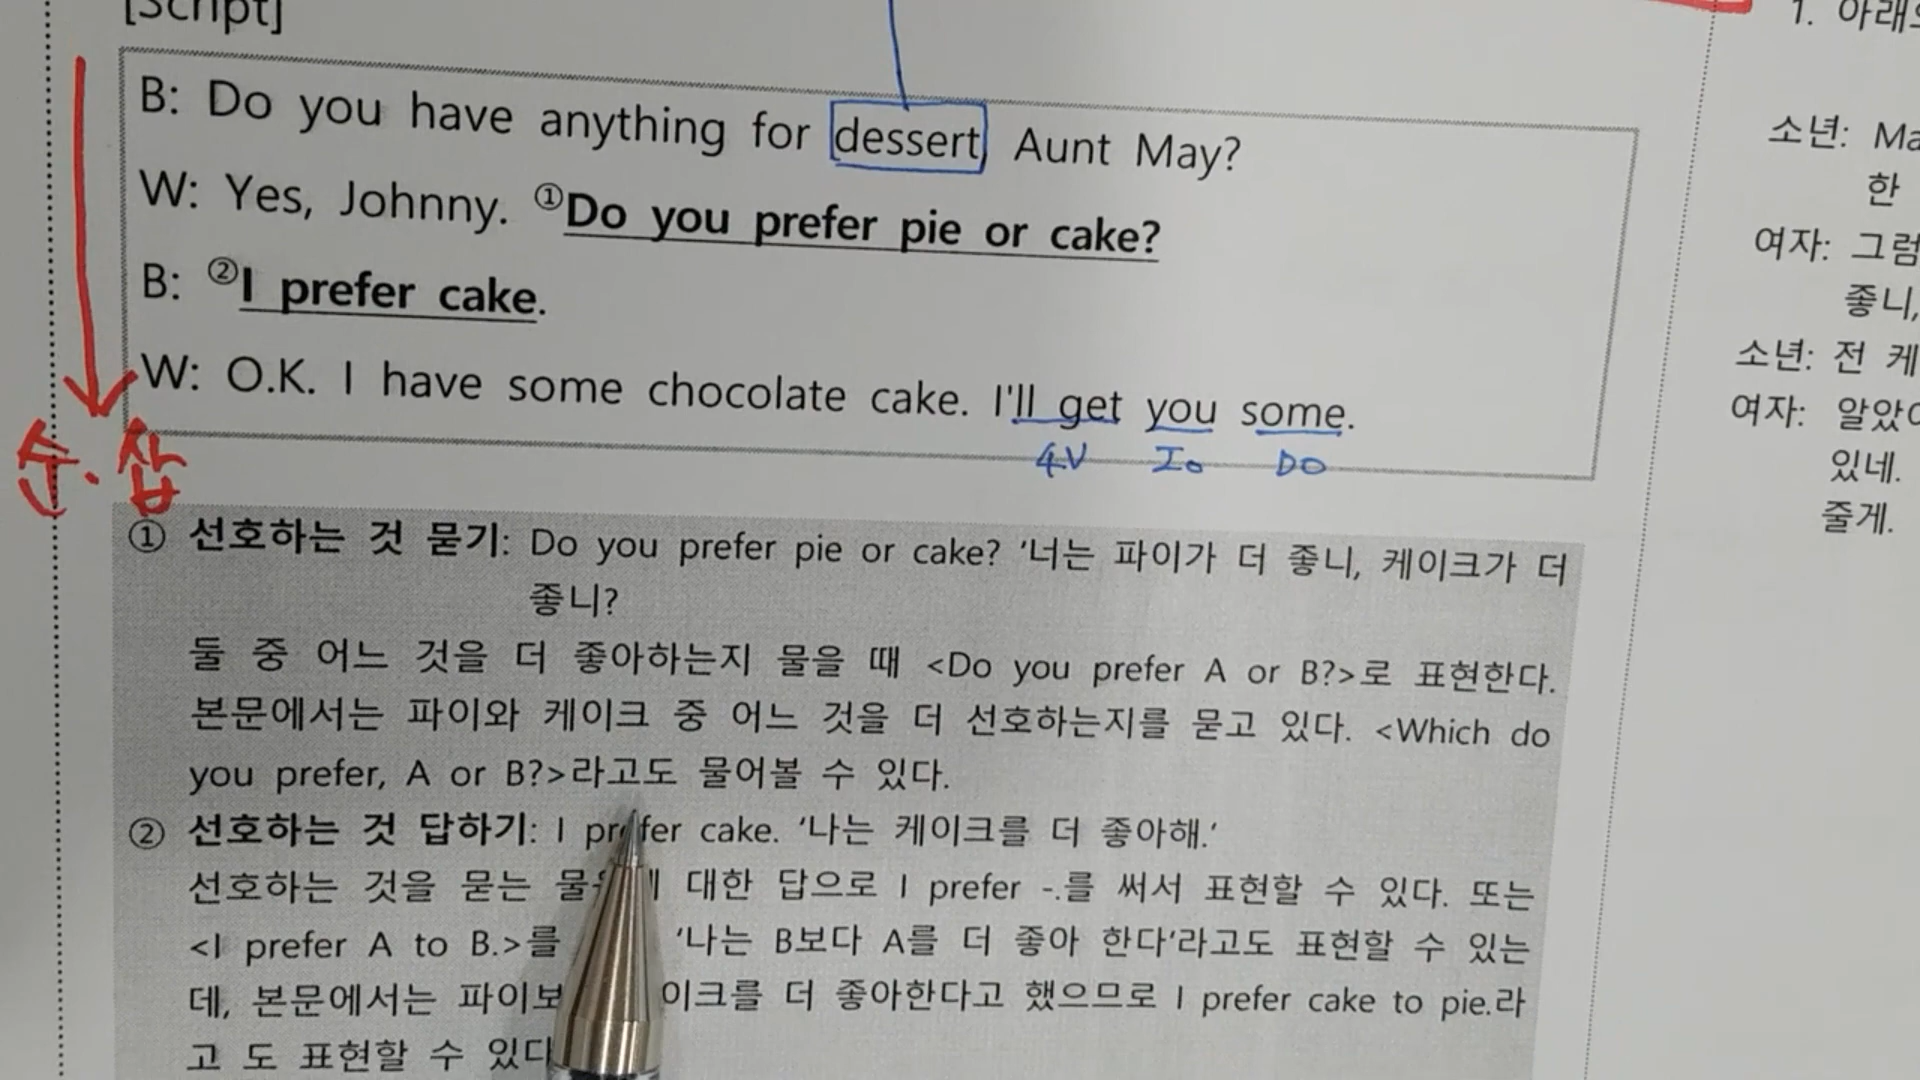 [Script]
B: Do you have anything for dessert, Aunt May?
W: Yes, Johnny. ①Do you prefer pie or cake?
B: ②I prefer cake.
W: O.K. I have some chocolate cake. I'll get you some.
4V IO DO
순·삽
① 선호하는 것 묻기: Do you prefer pie or cake? '너는 파이가 더 좋니, 케이크가 더
좋니?
둘 중 어느 것을 더 좋아하는지 물을 때 <Do you prefer A or B?>로 표현한다.
본문에서는 파이와 케이크 중 어느 것을 더 선호하는지를 묻고 있다. <Which do
you prefer, A or B?>라고도 물어볼 수 있다.
② 선호하는 것 답하기: I prefer cake. '나는 케이크를 더 좋아해.'
선호하는 것을 묻는 대한 답으로 I prefer -.를 써서 표현할 수 있다. 또는
<I prefer A to B.>를 '나는 B보다 A를 더 좋아 한다'라고도 표현할 수 있는
데, 본문에서는 파이보 이크를 더 좋아한다고 했으므로 I prefer cake to pie.라
고 도 표현할 수 있다
1. 아래
소년: Ma
한
여자: 그럼
좋니,
소년: 전 케
여자: 알았어
있네.
줄게.